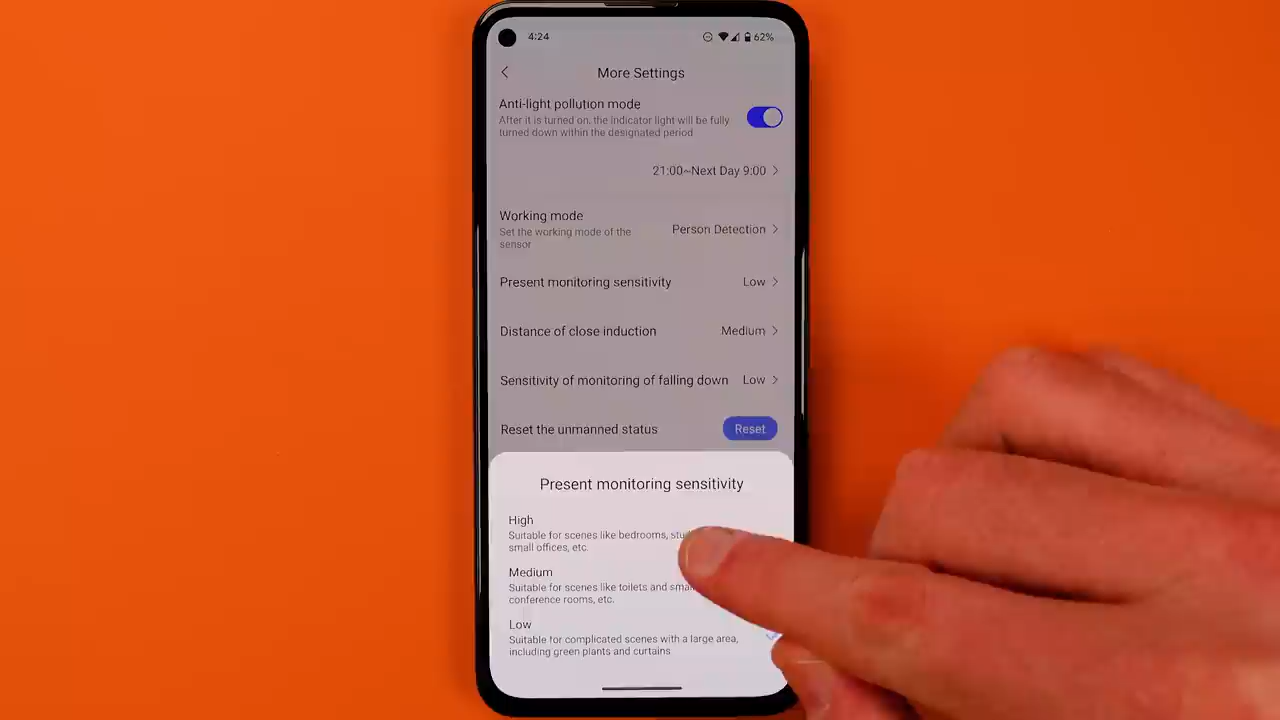 4:24
62%
More Settings
Anti-light pollution mode
After it is turned on, the indicator light will be fully
turned down within the designated period
21:00~Next Day 9:00
Working mode
Set the working mode of the
sensor
Person Detection
Present monitoring sensitivity
Low
Distance of close induction
Medium
Sensitivity of monitoring of falling down
Low
Reset the unmanned status
Reset
Present monitoring sensitivity
High
Suitable for scenes like bedrooms,
small offices, etc.
Medium
Suitable for scenes like toilets and
conference rooms, etc.
Low
Suitable for complicated scenes with a large area,
including green plants and curtains